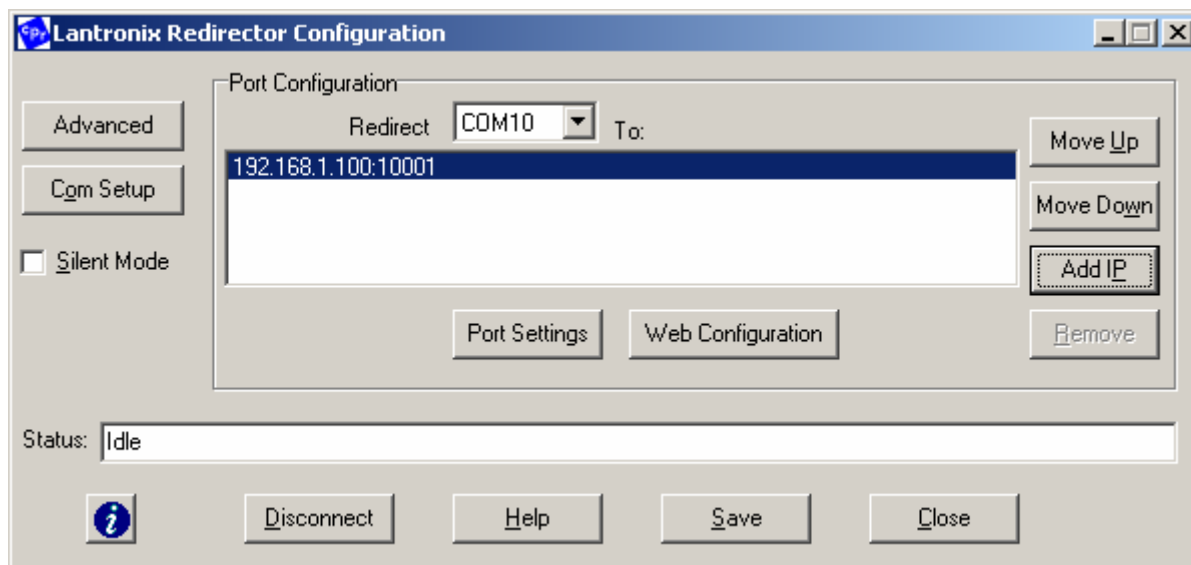 Lantronix Redirector Configuration
Port Configuration
Advanced
Redirect COM10 To:
Move Up
192.168.1.100:10001
Com Setup
Move Down
Silent Mode
Add IP
Port Settings Web Configuration
Remove
Status: Idle
Disconnect Help Save Close